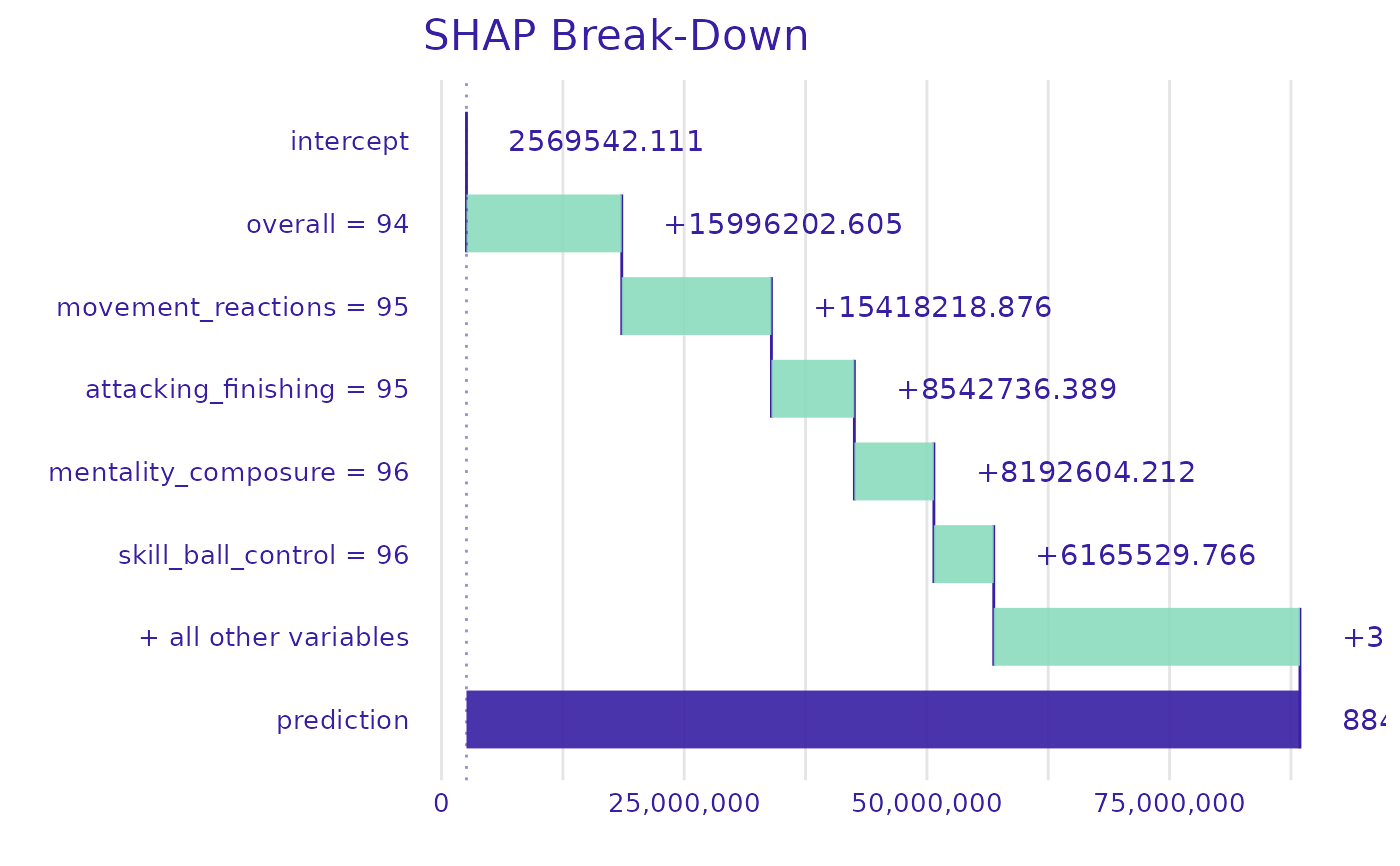 SHAP Break-Down
intercept
2569542.111
overall = 94
+15996202.605
movement_reactions = 95
+15418218.876
attacking_finishing = 95
+8542736.389
mentality_composure = 96
+8192604.212
skill_ball_control = 96
+6165529.766
+ all other variables
+3
prediction
884
0
25,000,000
50,000,000
75,000,000